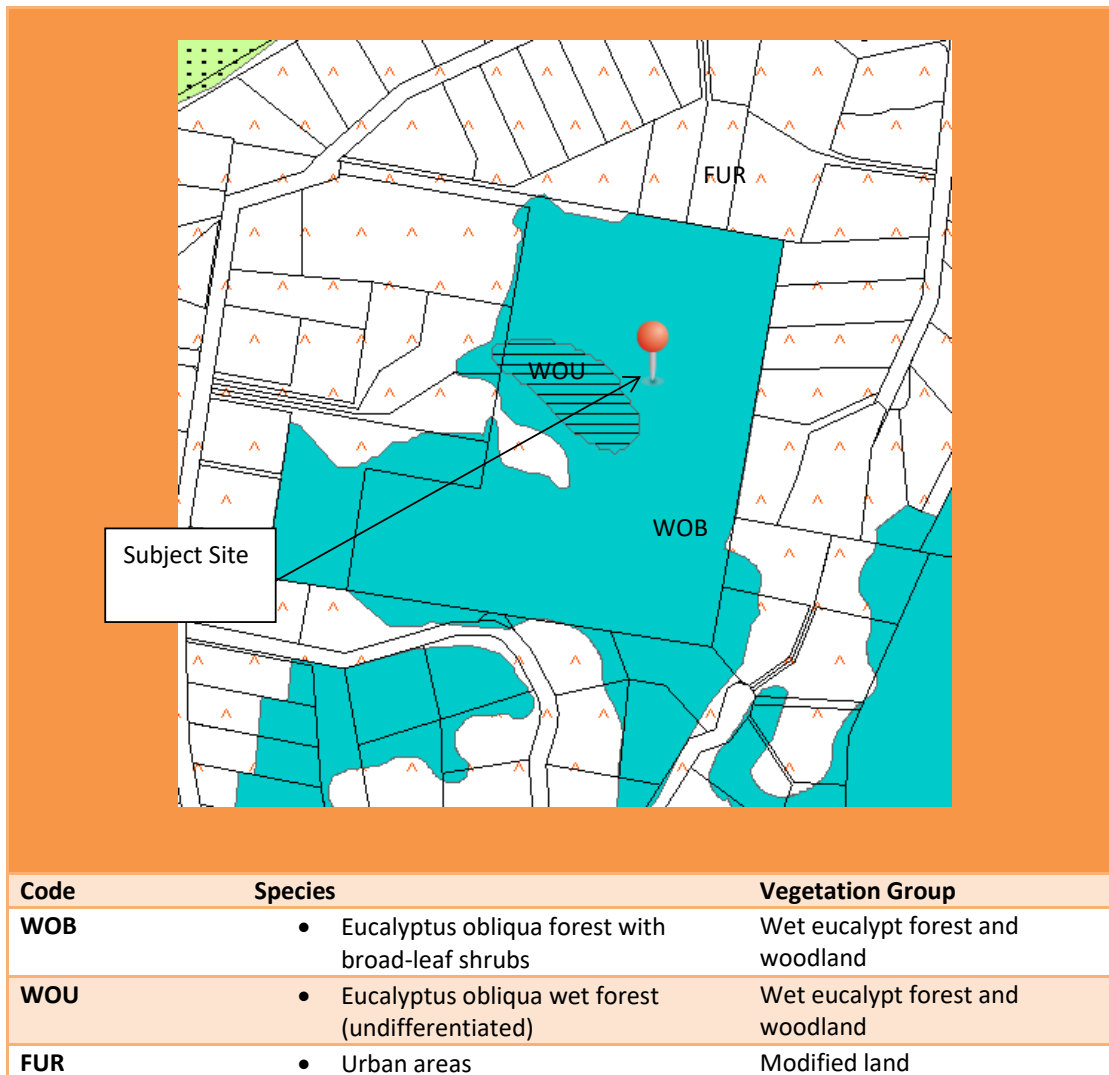 FUR
WOU
WOB
Subject Site
Code Species Vegetation Group
WOB • Eucalyptus obliqua forest with Wet eucalypt forest and
broad-leaf shrubs woodland
WOU • Eucalyptus obliqua wet forest Wet eucalypt forest and
(undifferentiated) woodland
FUR • Urban areas Modified land